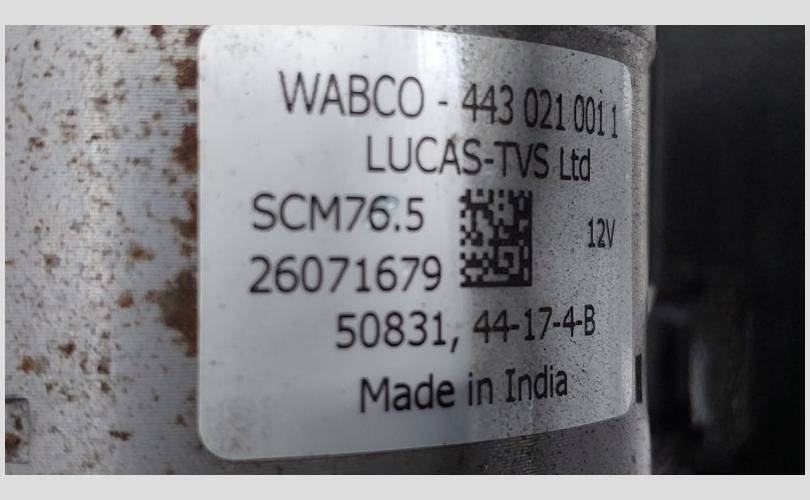 WABCO - 443 021 001 1
LUCAS-TVS Ltd
SCM76.5
12V
26071679
50831, 44-17-4-B
Made in India